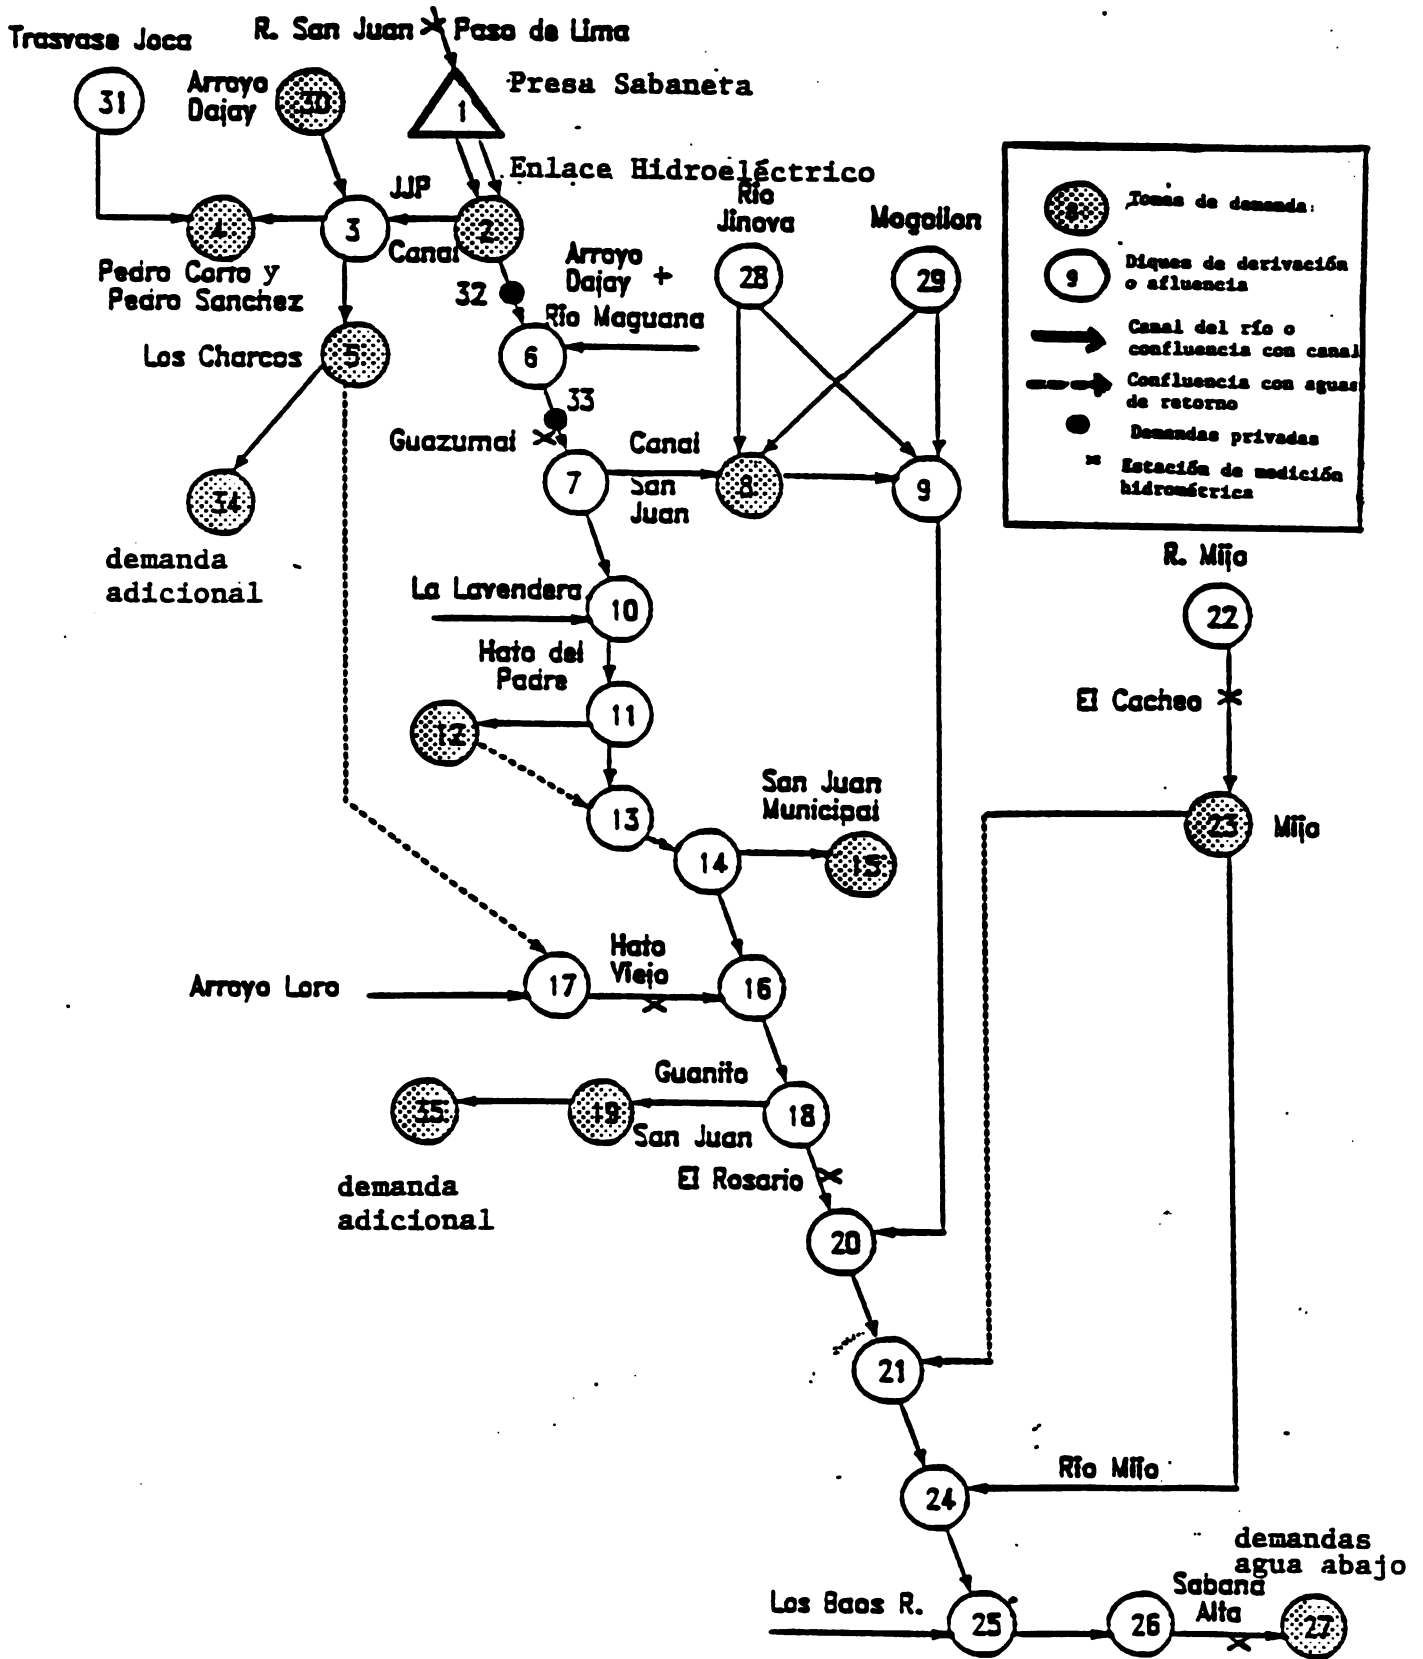 R. San Juan
Paso de Lima
Trasvase Joca
31
Arroyo
Dajay
30
1
Presa Sabaneta
Enlace Hidroeléctrico
JJP
4
3
2
Canal
Pedro Corto y
Pedro Sanchez
32
Arroyo
Dajay +
Río Maguana
Río
Jinova
28
Mogollon
29
Los Charcos
5
6
33
Guazumal
7
Canal
San
Juan
8
9
34
demanda
adicional
8
Tomas de demanda:
9
Diques de derivación
o afluencia
Canal del río o
confluencia con canal
Confluencia con aguas
de retorno
Demandas privadas
Estación de medición
hidrométrica
La Lavendera
10
Hato del
Padre
11
12
13
San Juan
Municipal
14
15
R. Mijo
22
El Cacheo
23
Mijo
Arroyo Loro
17
Hato
Viejo
16
Guanito
35
19
San Juan
18
demanda
adicional
El Rosario
20
21
24
Río Mijo
Los Baos R.
25
26
Sabana
Alta
demandas
agua abajo
27